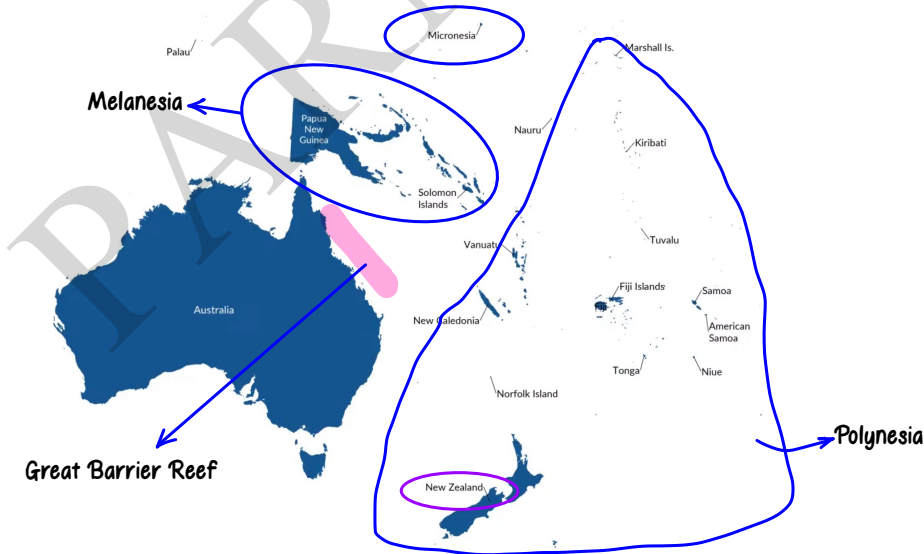 Micronesia
Palau
Marshall Is.
Melanesia
Papua
New
Guinea
Nauru
Kiribati
Solomon
Islands
Vanuatu
Tuvalu
Fiji Islands
Samoa
Australia
New Caledonia
American
Samoa
Tonga
Niue
Norfolk Island
Polynesia
Great Barrier Reef
New Zealand
PAR